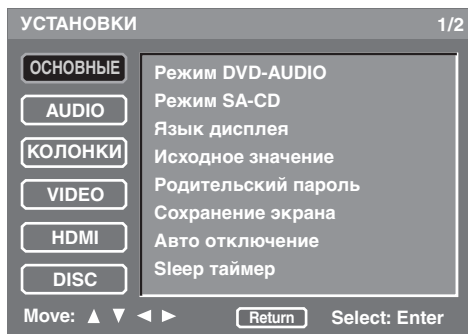 УСТАНОВКИ 1/2
ОСНОВНЫЕ
AUDIO
КОЛОНКИ
VIDEO
HDMI
DISC
Режим DVD-AUDIO
Режим SA-CD
Язык дисплея
Исходное значение
Родительский пароль
Сохранение экрана
Авто отключение
Sleep таймер
Move: ▲ ▼ ◄ ► Return Select: Enter